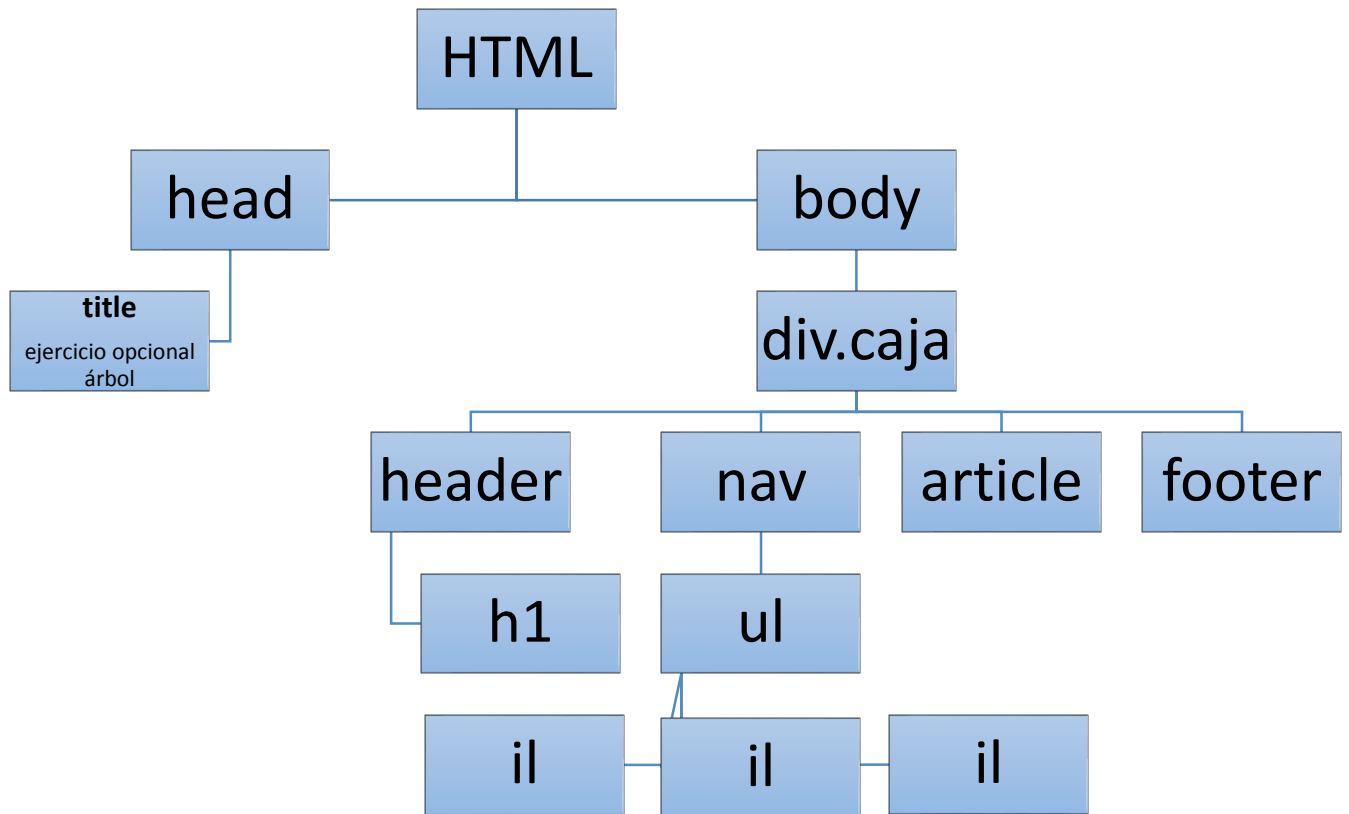 HTML
head
body
title
ejercicio opcional
árbol
div.caja
header
nav
article
footer
h1
ul
il
il
il